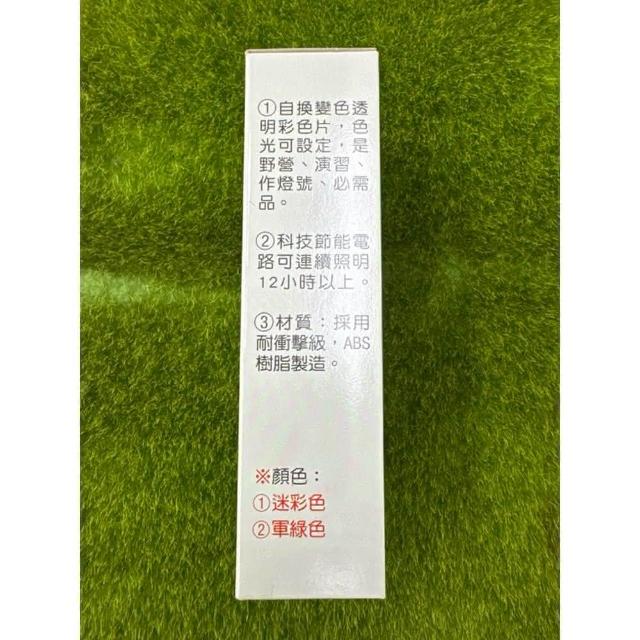 ①自換變色透
明彩色片，色
光可設定，是
野營、演習、
作燈號、必需
品。
②科技節能電
路可連續照明
12小時以上。
③材質：採用
耐衝擊級，ABS
樹脂製造。
※顏色：
①迷彩色
②軍綠色